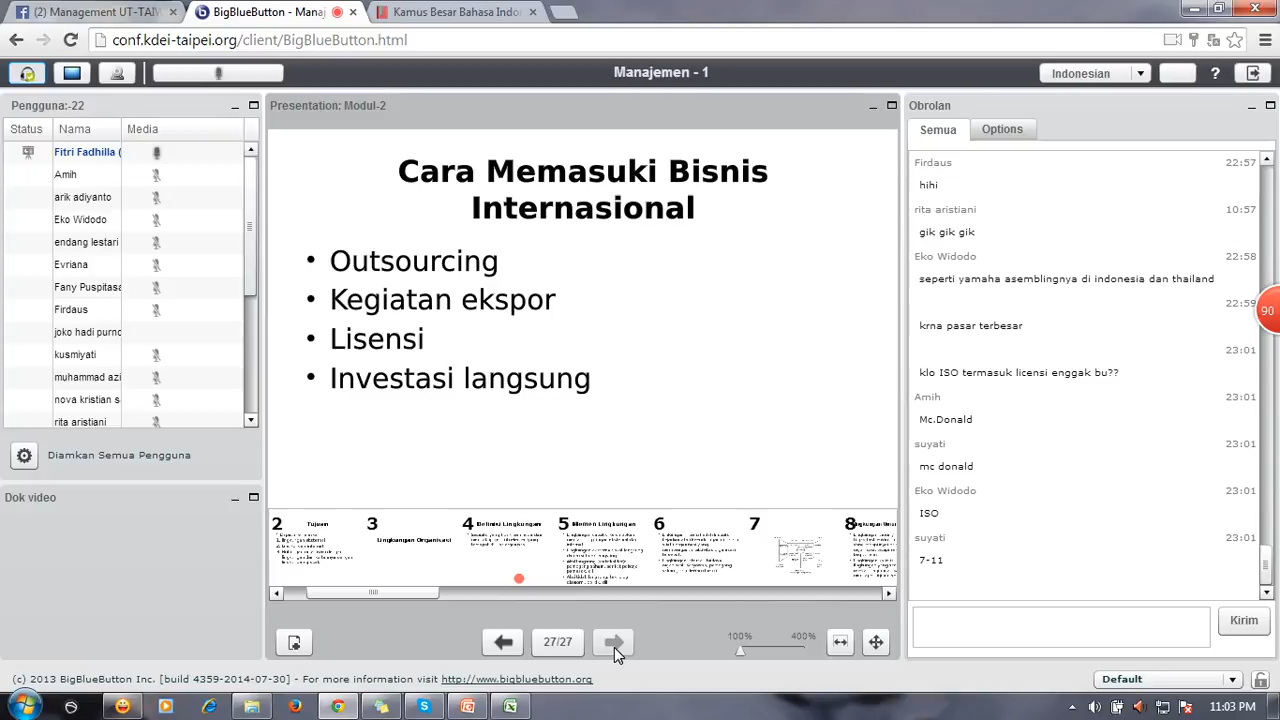 (2) Management UT-TAIW
BigBlueButton - Manaj
Kamus Besar Bahasa Indo
conf.kdei-taipei.org/client/BigBlueButton.html
Manajemen - 1
Indonesian
?
Pengguna:-22
Status
Nama
Media
Fitri Fadhilla (
Amih
arik adiyanto
Eko Widodo
endang lestari
Evriana
Fany Puspitasa
Firdaus
joko hadi purno
kusmiyati
muhammad azi
nova kristian s
rita aristiani
Diamkan Semua Pengguna
Dok video
Presentation: Modul-2
Cara Memasuki Bisnis
Internasional
• Outsourcing
• Kegiatan ekspor
• Lisensi
• Investasi langsung
2
Tujuan
3
Lingkungan Organisasi
4
Definisi Lingkungan
5
Elemen Lingkungan
6
7
8
27/27
100%
400%
Obrolan
Semua
Options
Firdaus 22:57
hihi
rita aristiani 10:57
gik gik gik
Eko Widodo 22:58
seperti yamaha asemblingnya di indonesia dan thailand
22:59
krna pasar terbesar
23:01
klo ISO termasuk licensi enggak bu??
Amih 23:01
Mc.Donald
suyati 23:01
mc donald
Eko Widodo 23:01
ISO
suyati 23:01
7-11
90
Kirim
(c) 2013 BigBlueButton Inc. [build 4359-2014-07-30] - For more information visit http://www.bigbluebutton.org
Default
11:03 PM